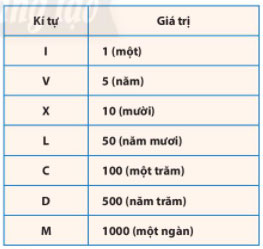 Kí tự Giá trị
I 1 (một)
V 5 (năm)
X 10 (mười)
L 50 (năm mươi)
C 100 (một trăm)
D 500 (năm trăm)
M 1000 (một ngàn)